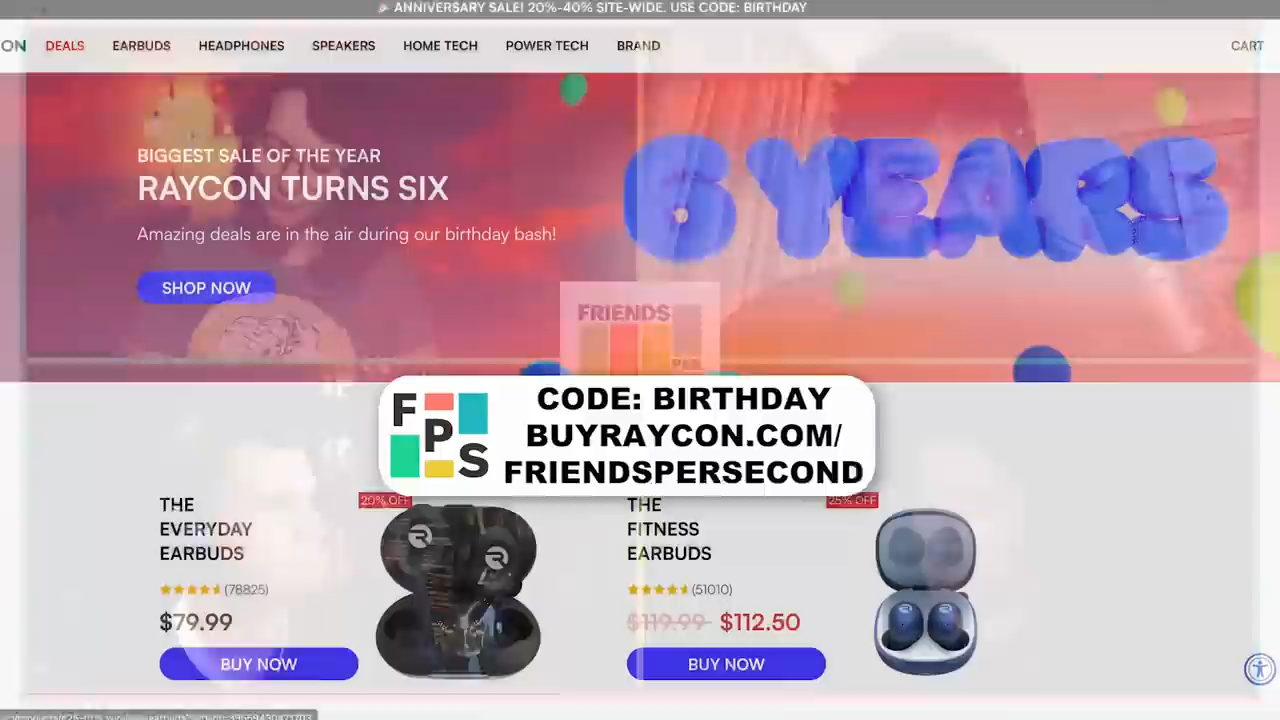 ANNIVERSARY SALE! 20%-40% SITE-WIDE. USE CODE: BIRTHDAY
ON DEALS EARBUDS HEADPHONES SPEAKERS HOME TECH POWER TECH BRAND CART
BIGGEST SALE OF THE YEAR
RAYCON TURNS SIX
Amazing deals are in the air during our birthday bash!
SHOP NOW
6 YEARS
FRIENDS
PER
FPS
CODE: BIRTHDAY
BUYRAYCON.COM/
FRIENDSPERSECOND
20% OFF
THE
EVERYDAY
EARBUDS
(78825)
$79.99
BUY NOW
25% OFF
THE
FITNESS
EARBUDS
(51010)
$119.99 $112.50
BUY NOW